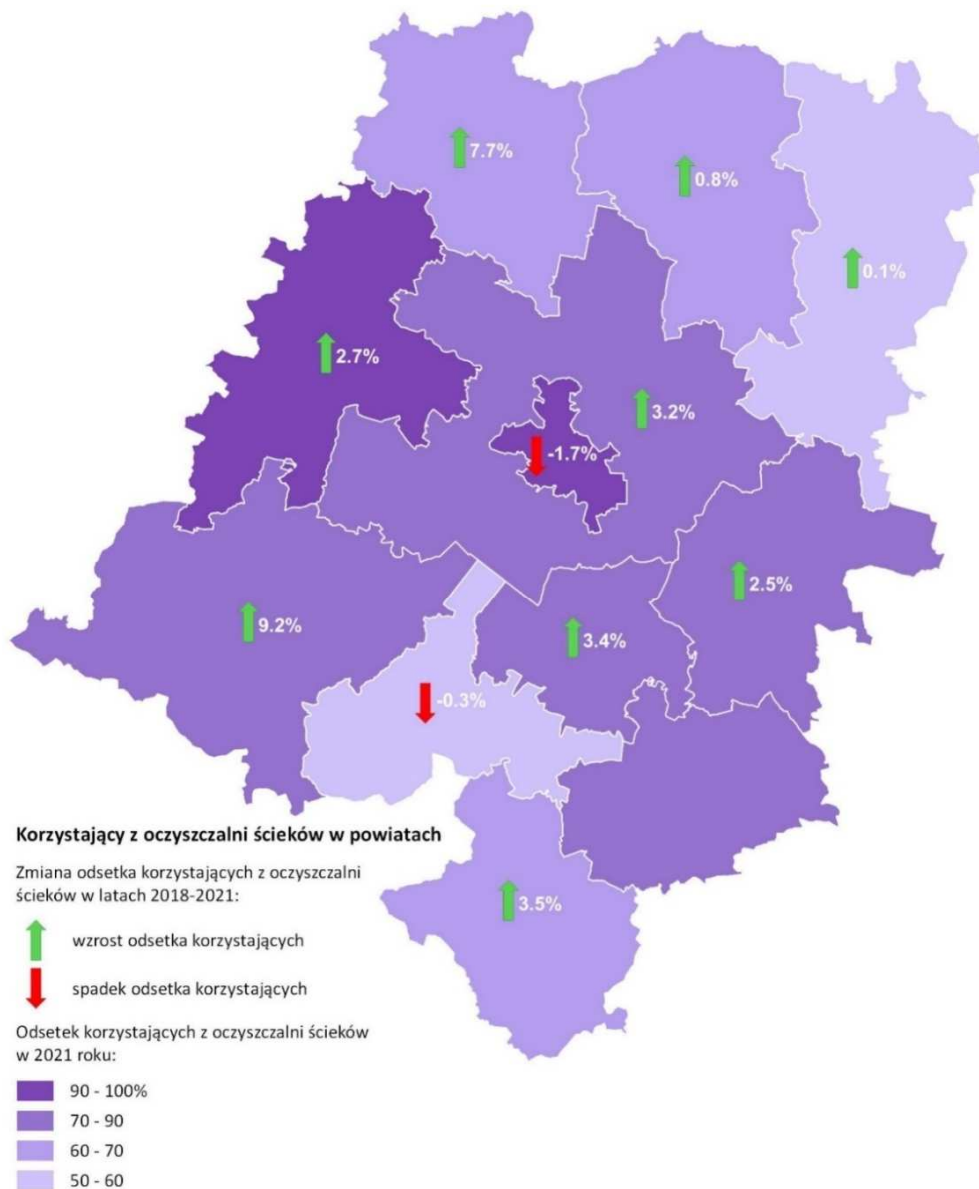 7.7%
0.8%
0.1%
2.7%
3.2%
-1.7%
2.5%
9.2%
3.4%
-0.3%
3.5%
Korzystający z oczyszczalni ścieków w powiatach
Zmiana odsetka korzystających z oczyszczalni
ścieków w latach 2018-2021:
wzrost odsetka korzystających
spadek odsetka korzystających
Odsetek korzystających z oczyszczalni ścieków
w 2021 roku:
90 - 100%
70 - 90
60 - 70
50 - 60